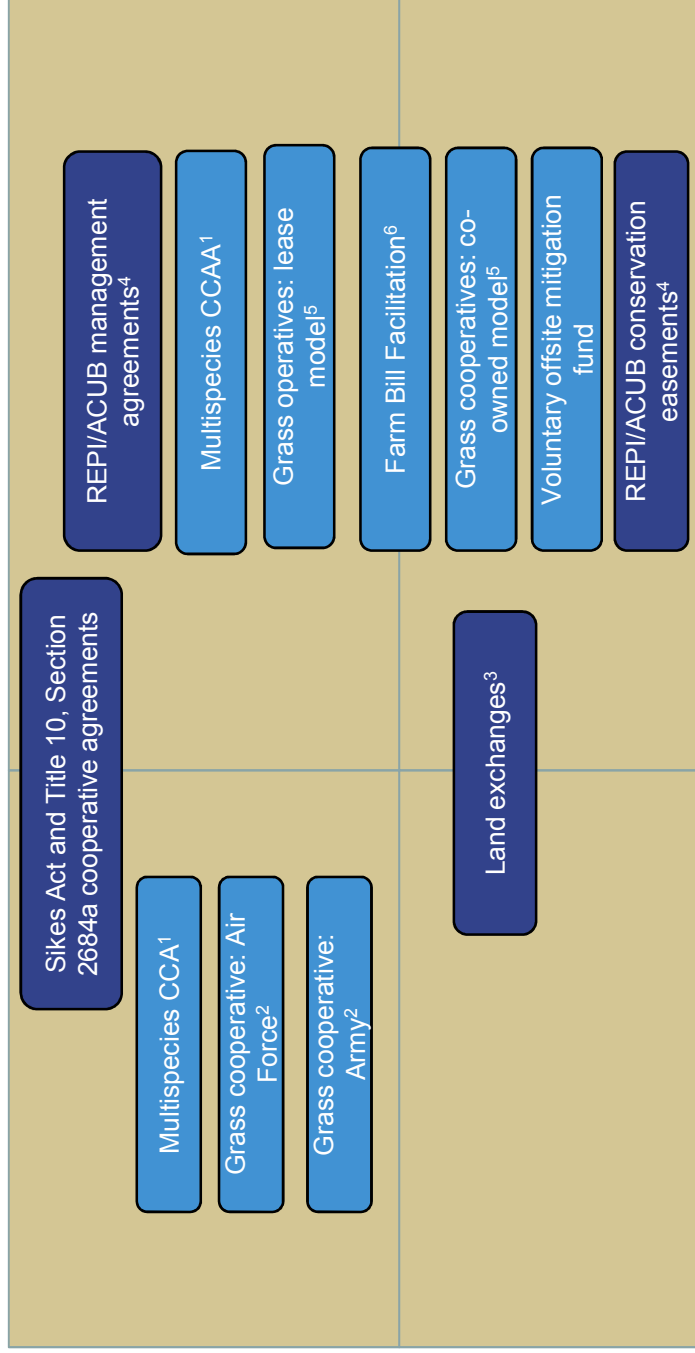 Sikes Act and Title 10, Section
2684a cooperative agreements
Multispecies CCA¹
Grass cooperative: Air
Force²
Grass cooperative:
Army²
REPI/ACUB management
agreements⁴
Multispecies CCAA¹
Grass operatives: lease
model⁵
Land exchanges³
Farm Bill Facilitation⁶
Grass cooperatives: co-
owned model⁵
Voluntary offsite mitigation
fund
REPI/ACUB conservation
easements⁴